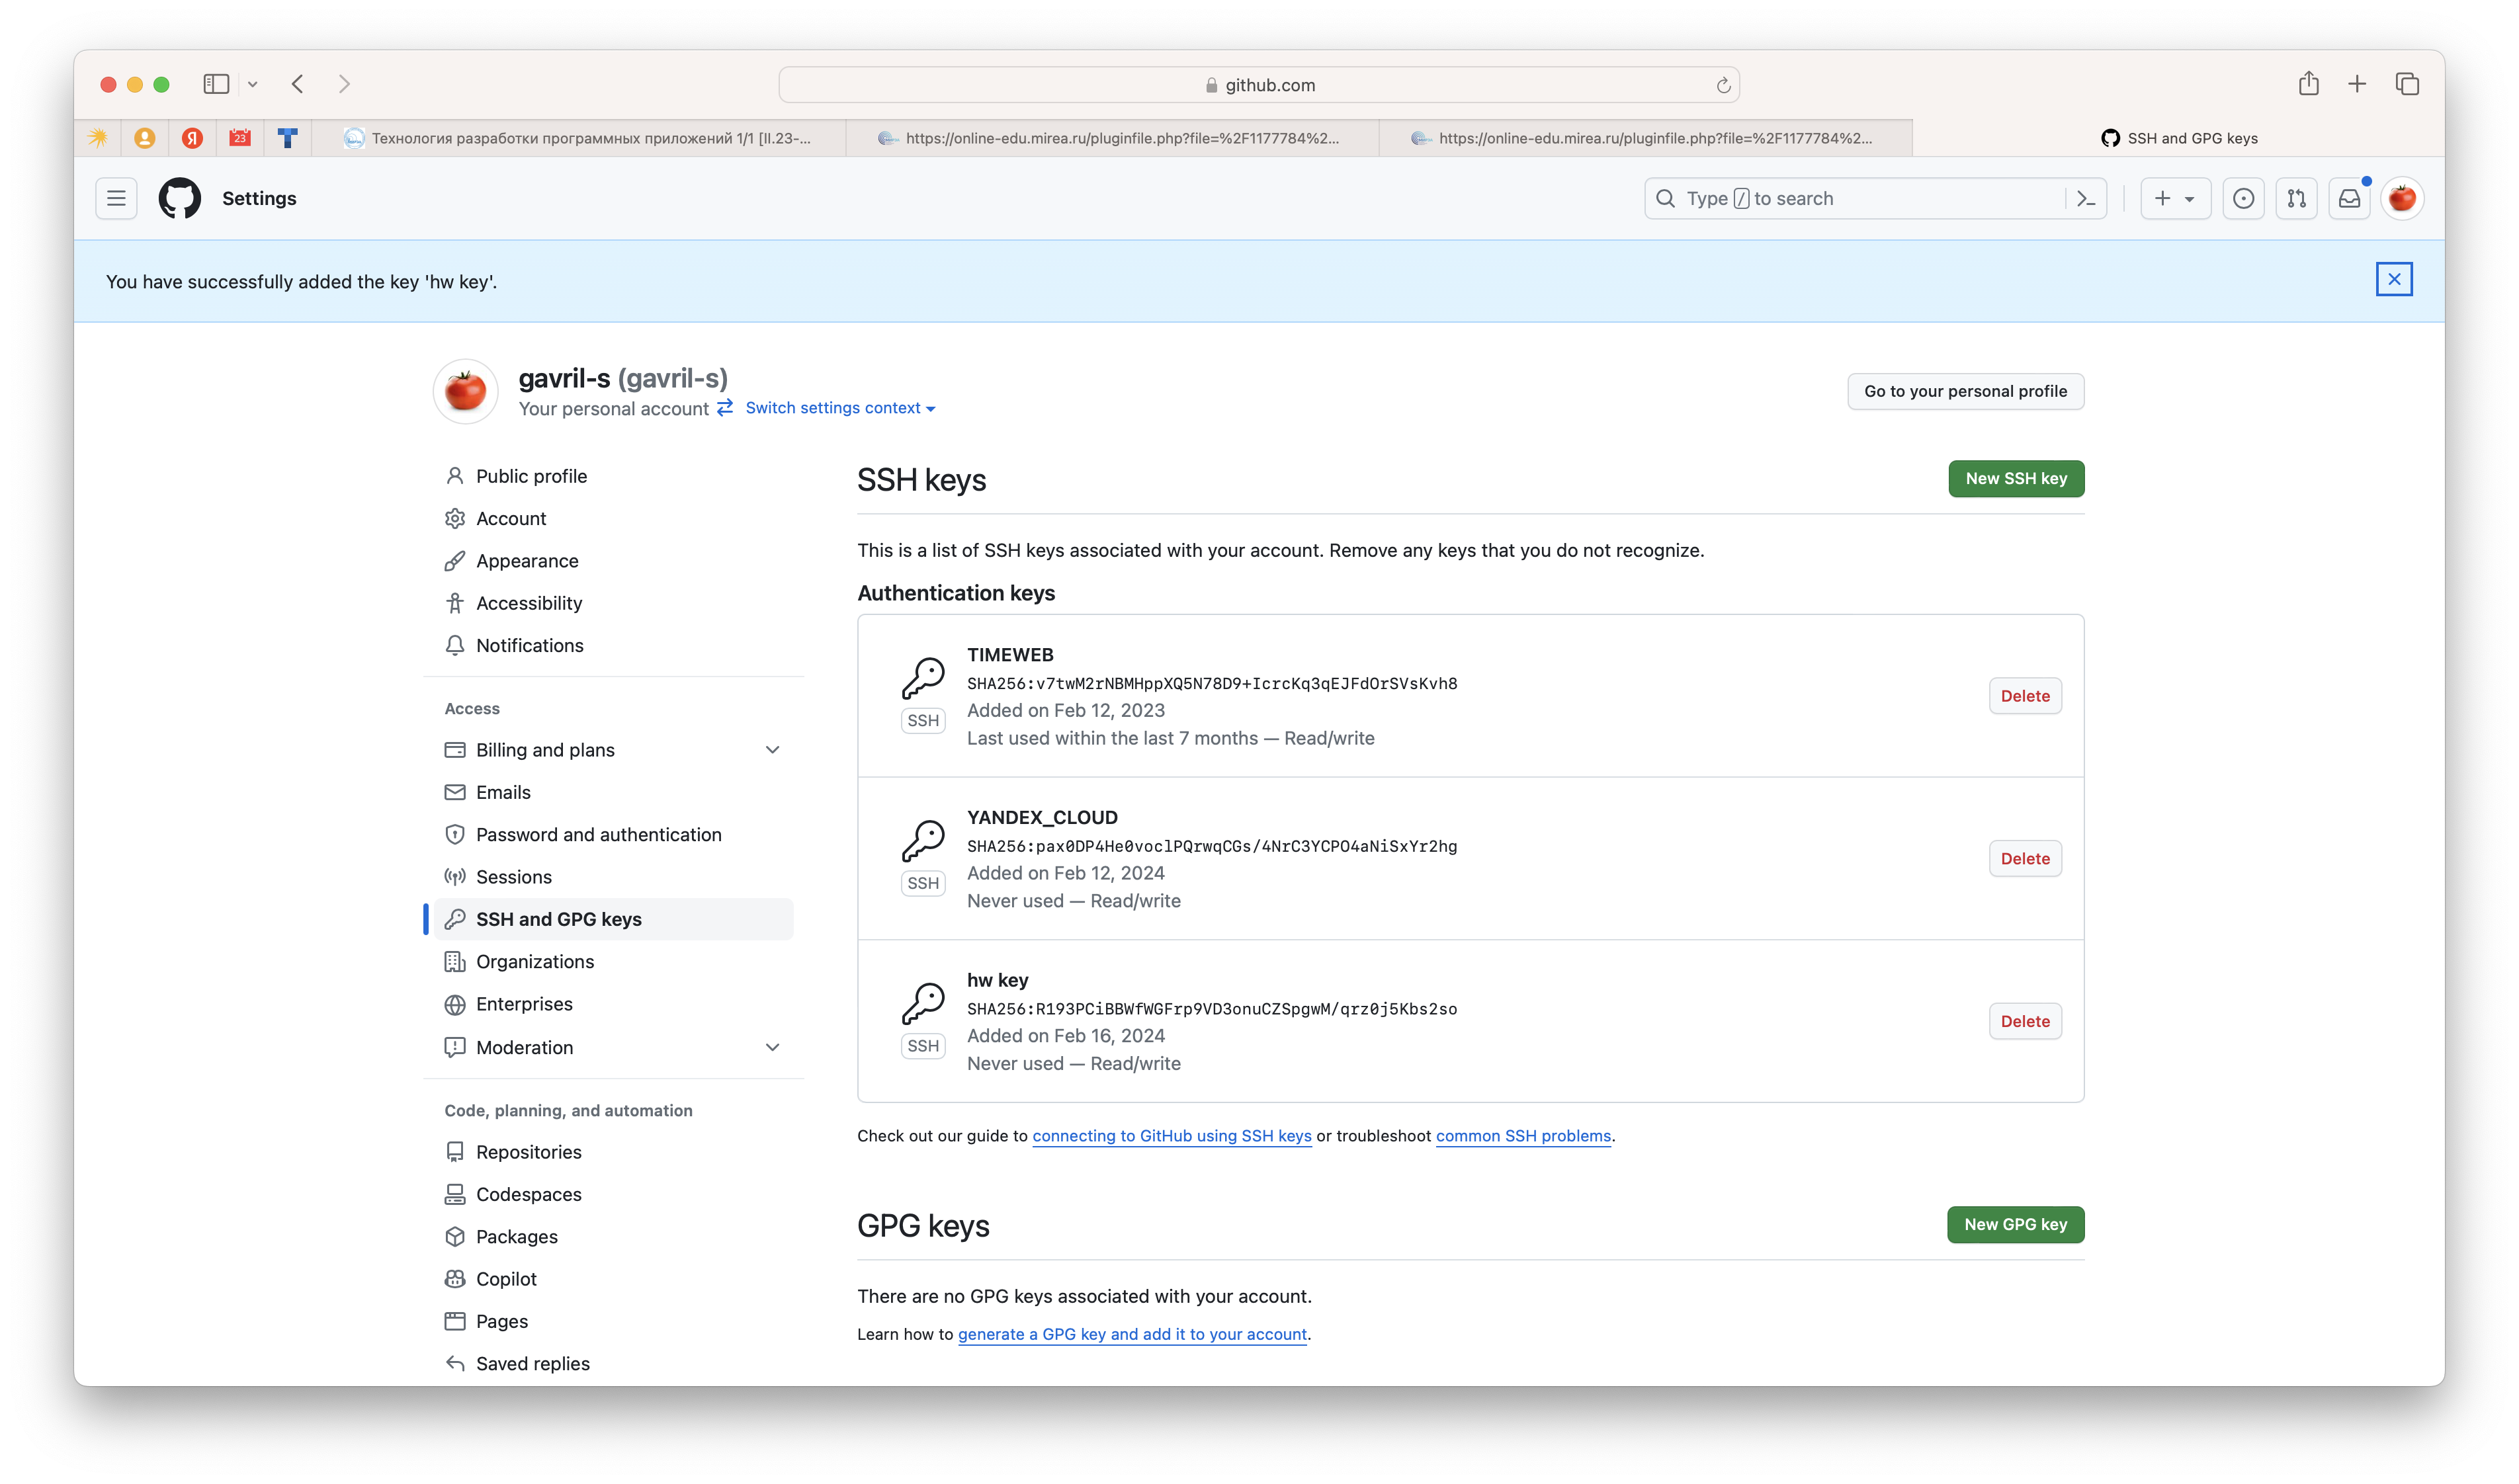 github.com
23
Технология разработки программных приложений 1/1 [II.23-...
https://online-edu.mirea.ru/pluginfile.php?file=%2F1177784%2...
https://online-edu.mirea.ru/pluginfile.php?file=%2F1177784%2...
SSH and GPG keys
Settings
Type / to search
You have successfully added the key 'hw key'.
gavril-s (gavril-s)
Your personal account Switch settings context
Go to your personal profile
Public profile
Account
Appearance
Accessibility
Notifications
Access
Billing and plans
Emails
Password and authentication
Sessions
SSH and GPG keys
Organizations
Enterprises
Moderation
Code, planning, and automation
Repositories
Codespaces
Packages
Copilot
Pages
Saved replies
SSH keys
New SSH key
This is a list of SSH keys associated with your account. Remove any keys that you do not recognize.
Authentication keys
TIMEWEB
SHA256:v7twM2rNBMHppXQ5N78D9+IcrcKq3qEJFdOrSVsKvh8
Added on Feb 12, 2023
Last used within the last 7 months — Read/write
SSH
Delete
YANDEX_CLOUD
SHA256:pax0DP4He0voclPQrwqCGs/4NrC3YCPO4aNiSxYr2hg
Added on Feb 12, 2024
Never used — Read/write
SSH
Delete
hw key
SHA256:R193PCiBBWfWGFrp9VD3onuCZSpgwM/qrz0j5Kbs2so
Added on Feb 16, 2024
Never used — Read/write
SSH
Delete
Check out our guide to connecting to GitHub using SSH keys or troubleshoot common SSH problems.
GPG keys
New GPG key
There are no GPG keys associated with your account.
Learn how to generate a GPG key and add it to your account.